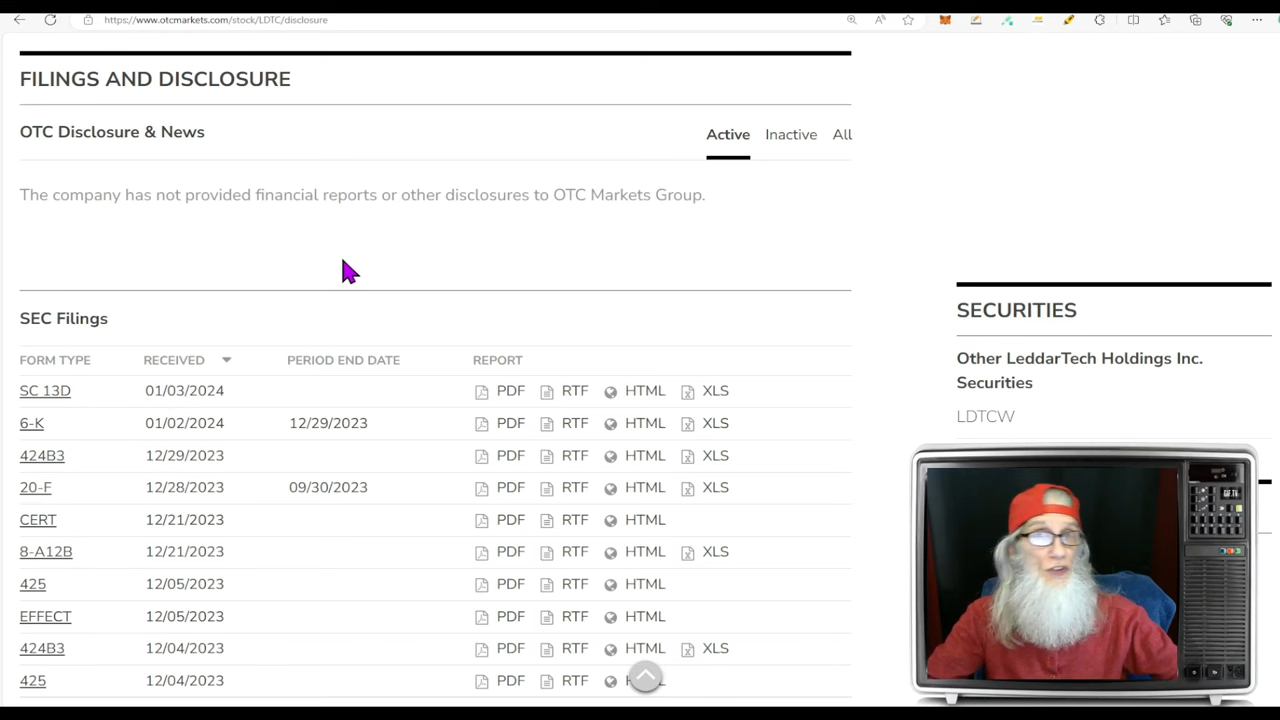 https://www.otcmarkets.com/stock/LDTC/disclosure
FILINGS AND DISCLOSURE
OTC Disclosure & News
Active Inactive All
The company has not provided financial reports or other disclosures to OTC Markets Group.
SEC Filings
FORM TYPE RECEIVED PERIOD END DATE REPORT
SC 13D 01/03/2024 PDF RTF HTML XLS
6-K 01/02/2024 12/29/2023 PDF RTF HTML XLS
424B3 12/29/2023 PDF RTF HTML XLS
20-F 12/28/2023 09/30/2023 PDF RTF HTML XLS
CERT 12/21/2023 PDF RTF HTML
8-A12B 12/21/2023 PDF RTF HTML XLS
425 12/05/2023 PDF RTF HTML
EFFECT 12/05/2023 PDF RTF HTML
424B3 12/04/2023 PDF RTF HTML XLS
425 12/04/2023 PDF RTF
SECURITIES
Other LeddarTech Holdings Inc.
Securities
LDTCW